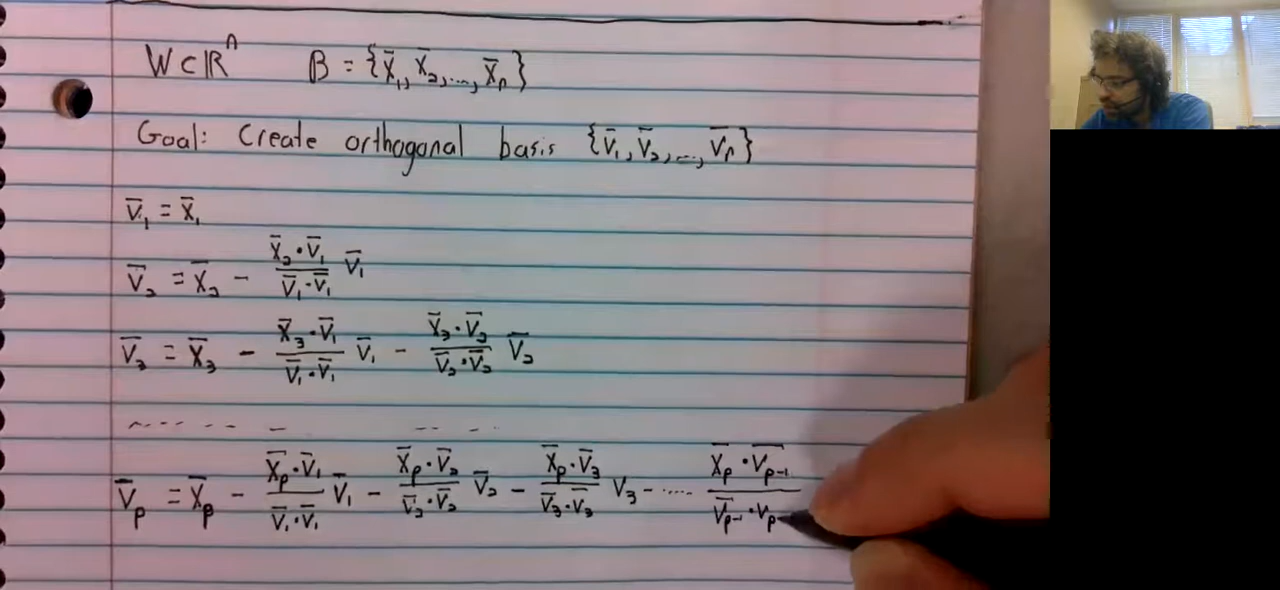 W⊂ℝⁿ β = {x̄₁, x̄₂, ..., x̄ₙ}
Goal: Create orthogonal basis {v̄₁, v̄₂, ..., v̄ₙ}
v̄₁ = x̄₁
v̄₂ = x̄₂ - (x̄₂·v̄₁)/(v̄₁·v̄₁) v̄₁
v̄₃ = x̄₃ - (x̄₃·v̄₁)/(v̄₁·v̄₁) v̄₁ - (x̄₃·v̄₂)/(v̄₂·v̄₂) v̄₂
v̄ₚ = x̄ₚ - (x̄ₚ·v̄₁)/(v̄₁·v̄₁) v̄₁ - (x̄ₚ·v̄₂)/(v̄₂·v̄₂) v̄₂ - (x̄ₚ·v̄₃)/(v̄₃·v̄₃) v₃ - ..... (x̄ₚ·v̄ₚ₋₁)/(v̄ₚ₋₁·vₚ₋